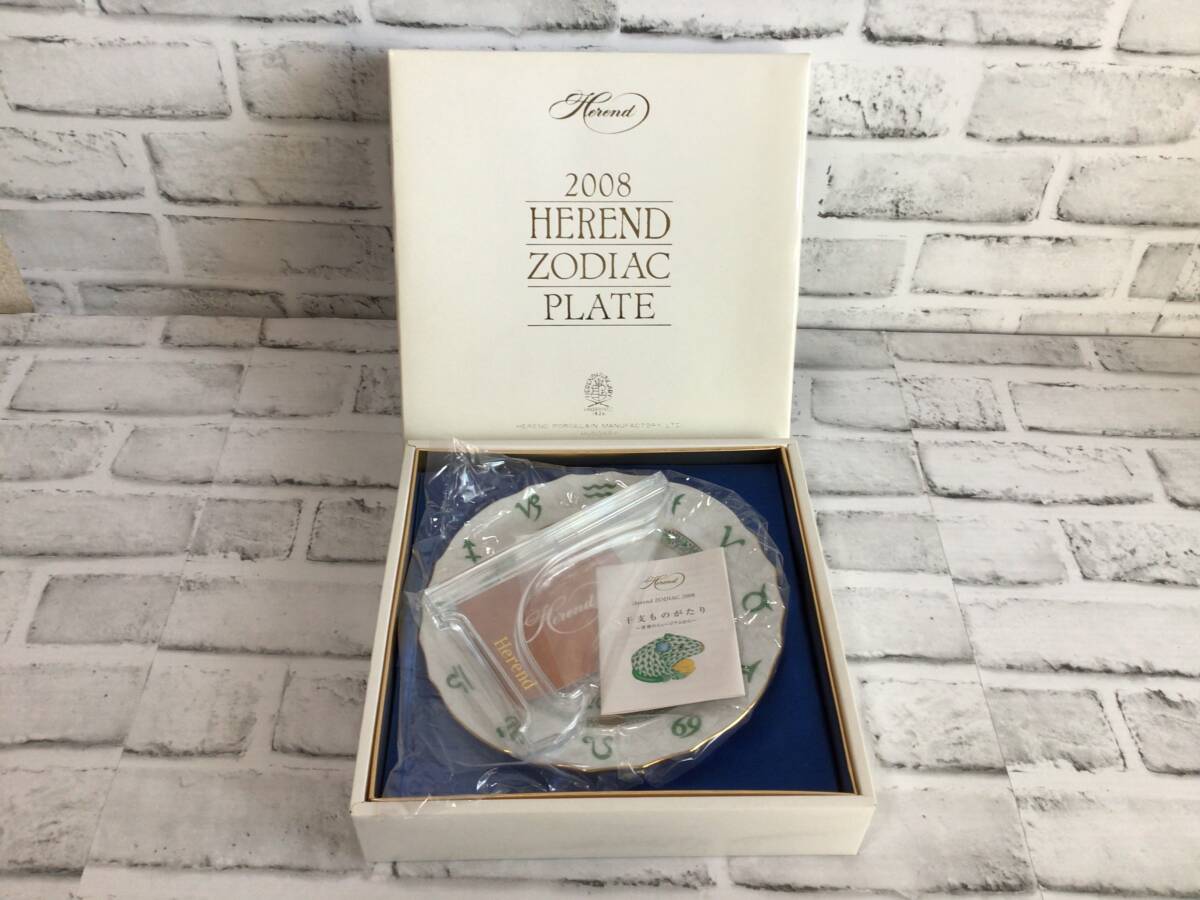 Herend
2008
HEREND
ZODIAC
PLATE
HEREND PORCELAIN MANUFACTORY LTD.
Herend
Herend
Herend
Herend ZODIAC 2008
干支ものがたり